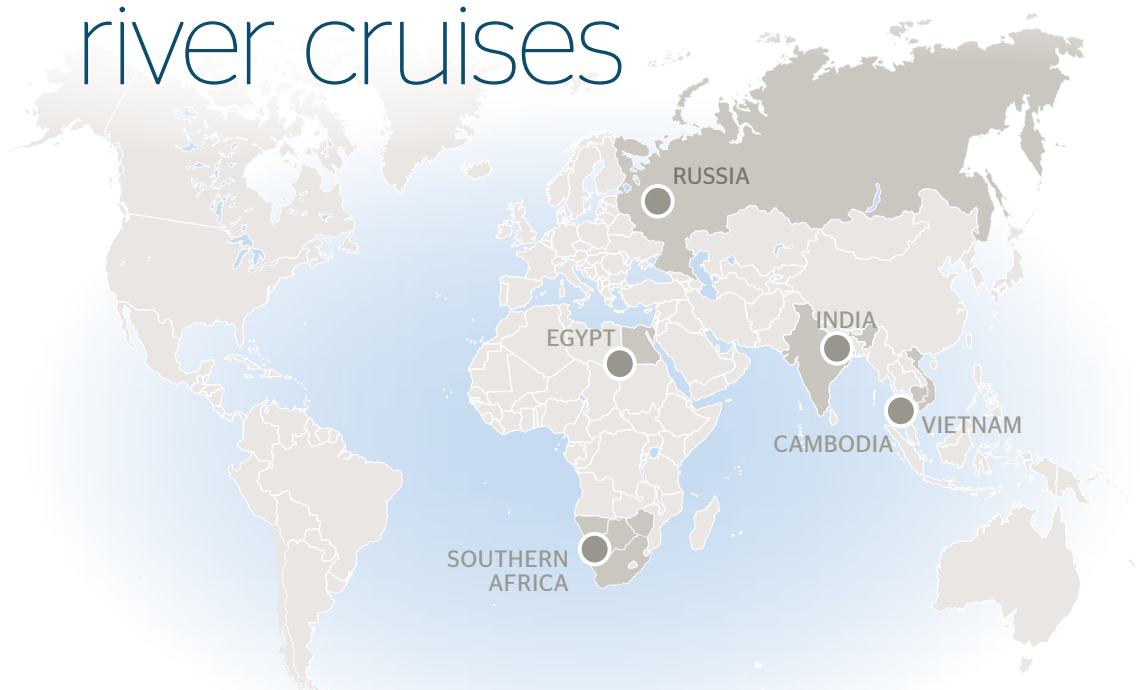 river cruises
RUSSIA
INDIA
EGYPT
VIETNAM
CAMBODIA
SOUTHERN
AFRICA